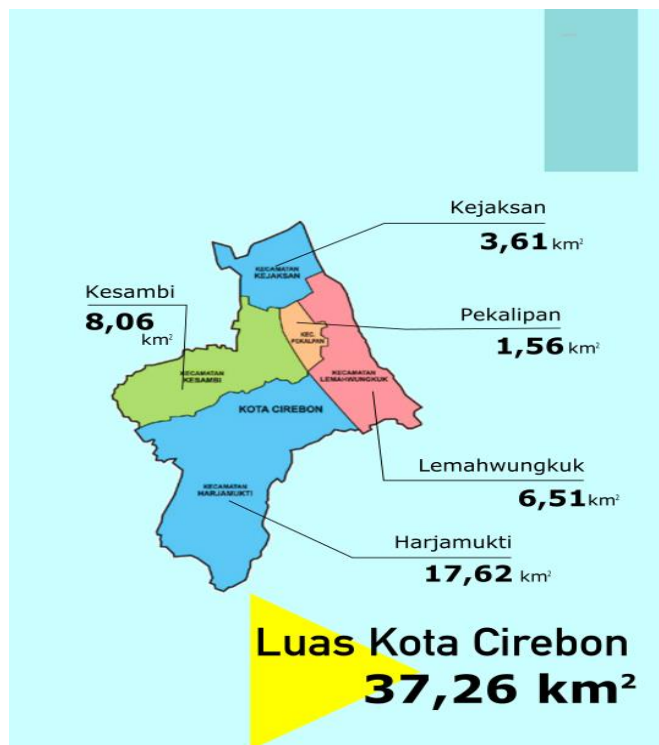 Kejaksan
3,61 km²
KECAMATAN
KEJAKSAN
Kesambi
8,06
km²
Pekalipan
1,56 km²
KEC.
KECAMATAN
KESAMBI
KECAMATAN
LEMAHWUNGKUK
KOTA CIREBON
Lemahwungkuk
6,51 km²
KECAMATAN
HARJAMUKTI
Harjamukti
17,62 km²
Luas Kota Cirebon
37,26 km²